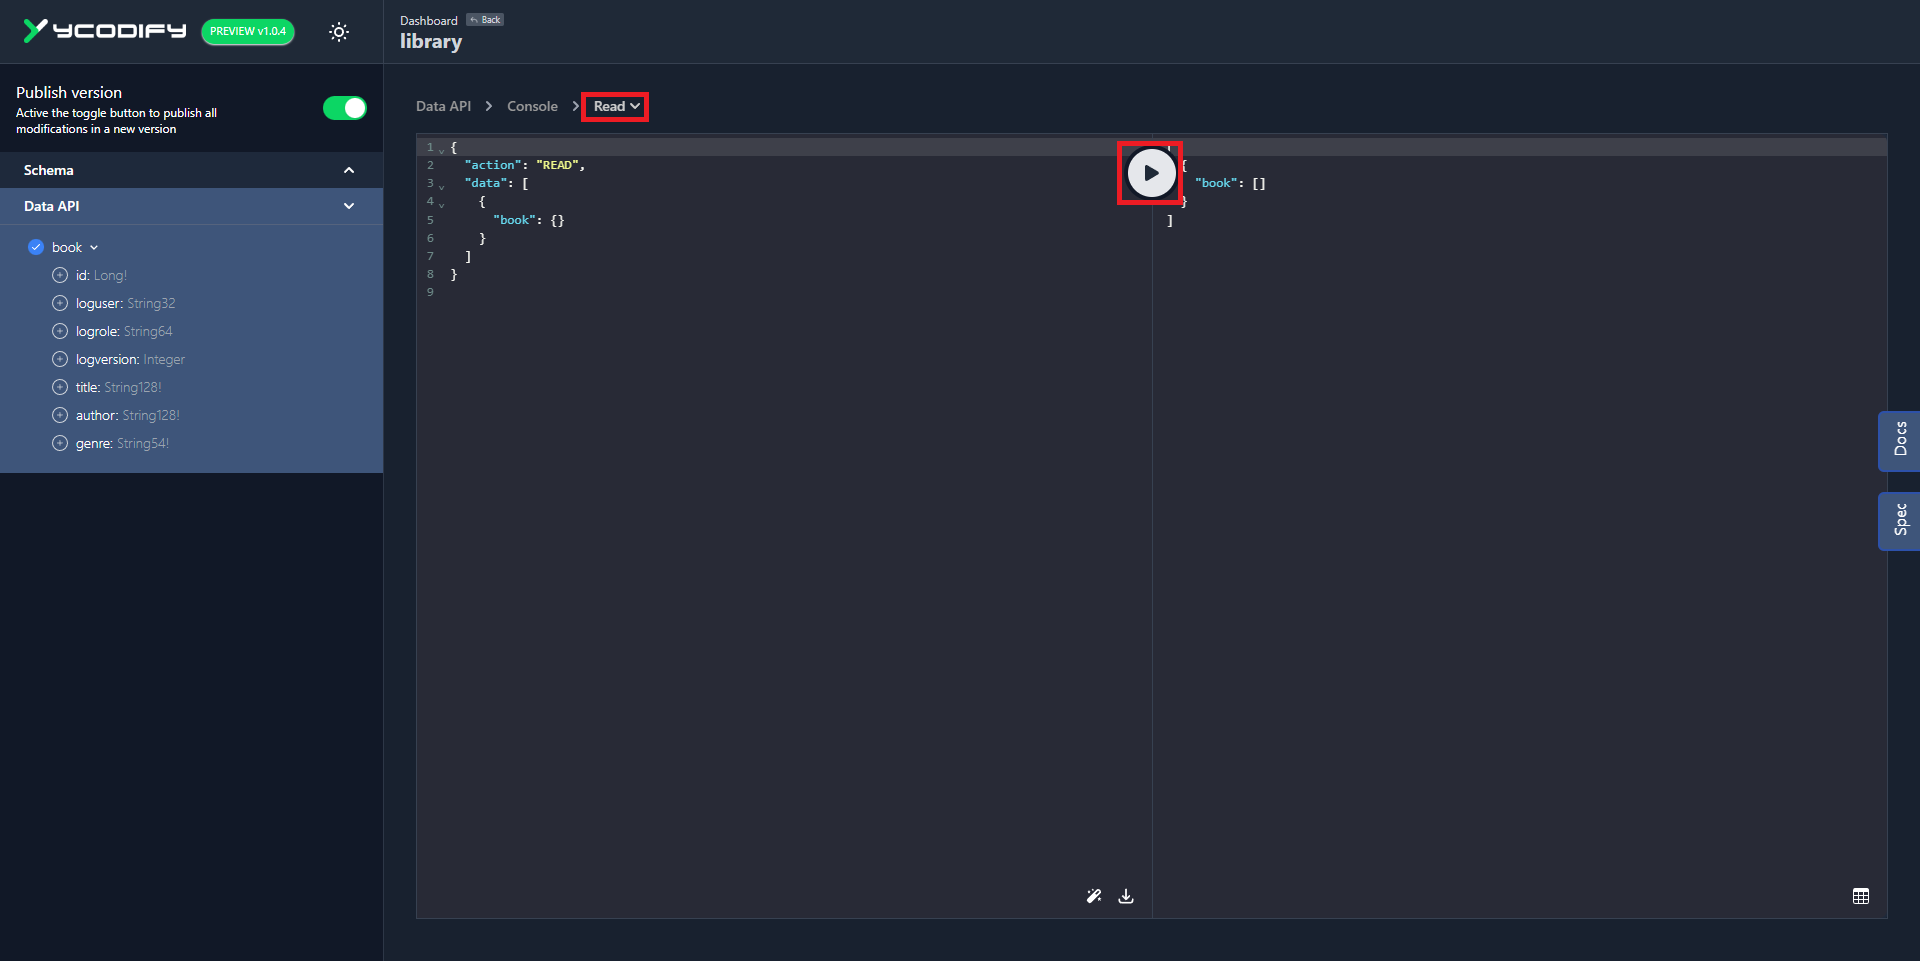 YCODIFY
PREVIEW v1.0.4
Dashboard
Back
library
Publish version
Active the toggle button to publish all
modifications in a new version
Schema
Data API
book
id: Long!
loguser: String32
logrole: String64
logversion: Integer
title: String128!
author: String128!
genre: String54!
Data API
Console
Read
1 {
2 "action": "READ",
3 "data": [
4 {
5 "book": {}
6 }
7 ]
8 }
9
{
"book": []
}
]
Docs
Spec